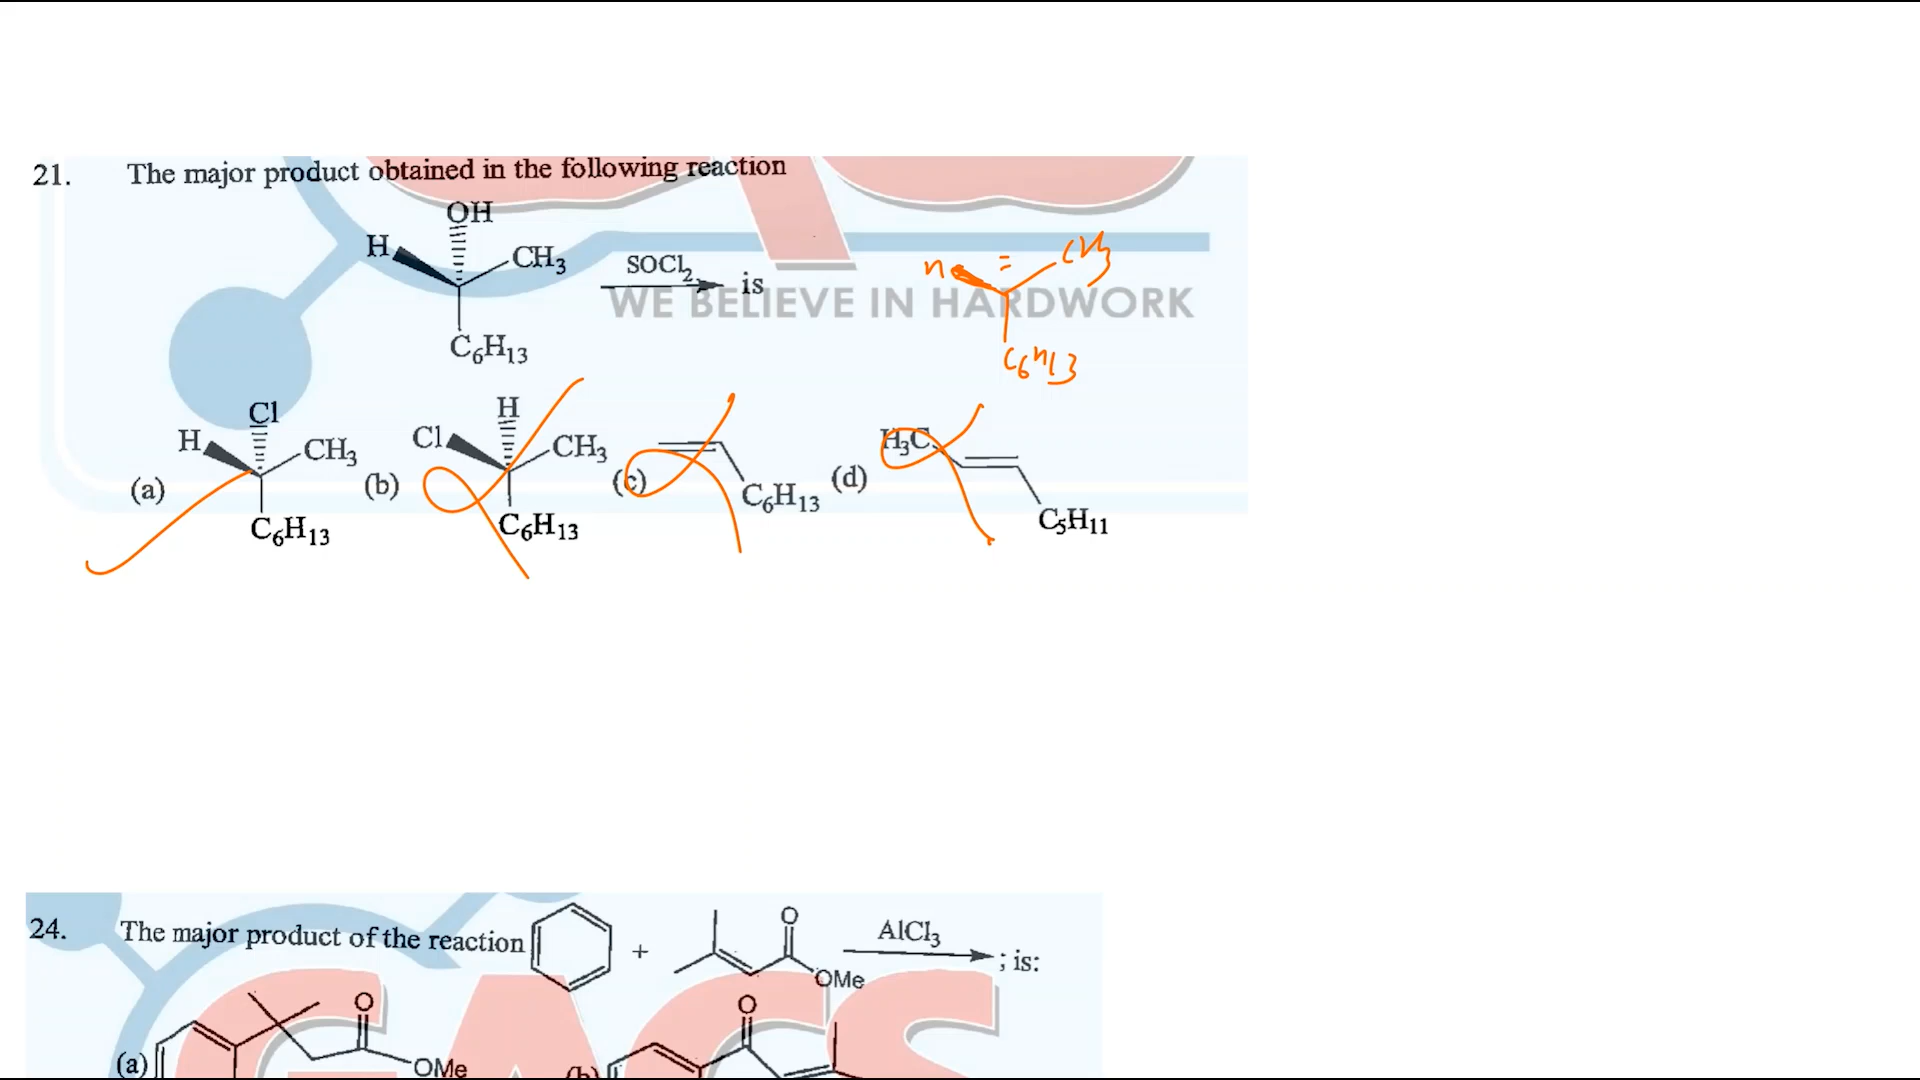 21. The major product obtained in the following reaction
OH
H CH3
SOCl2 is
C6H13
WE BELIEVE IN HARDWORK
H CH3
C6H13
(a) Cl H CH3 C6H13
(b) H Cl CH3 C6H13
(c) C6H13
(d) H3C C5H11
24. The major product of the reaction + O OMe AlCl3 ; is:
GACS
(a) O OMe
(b) O